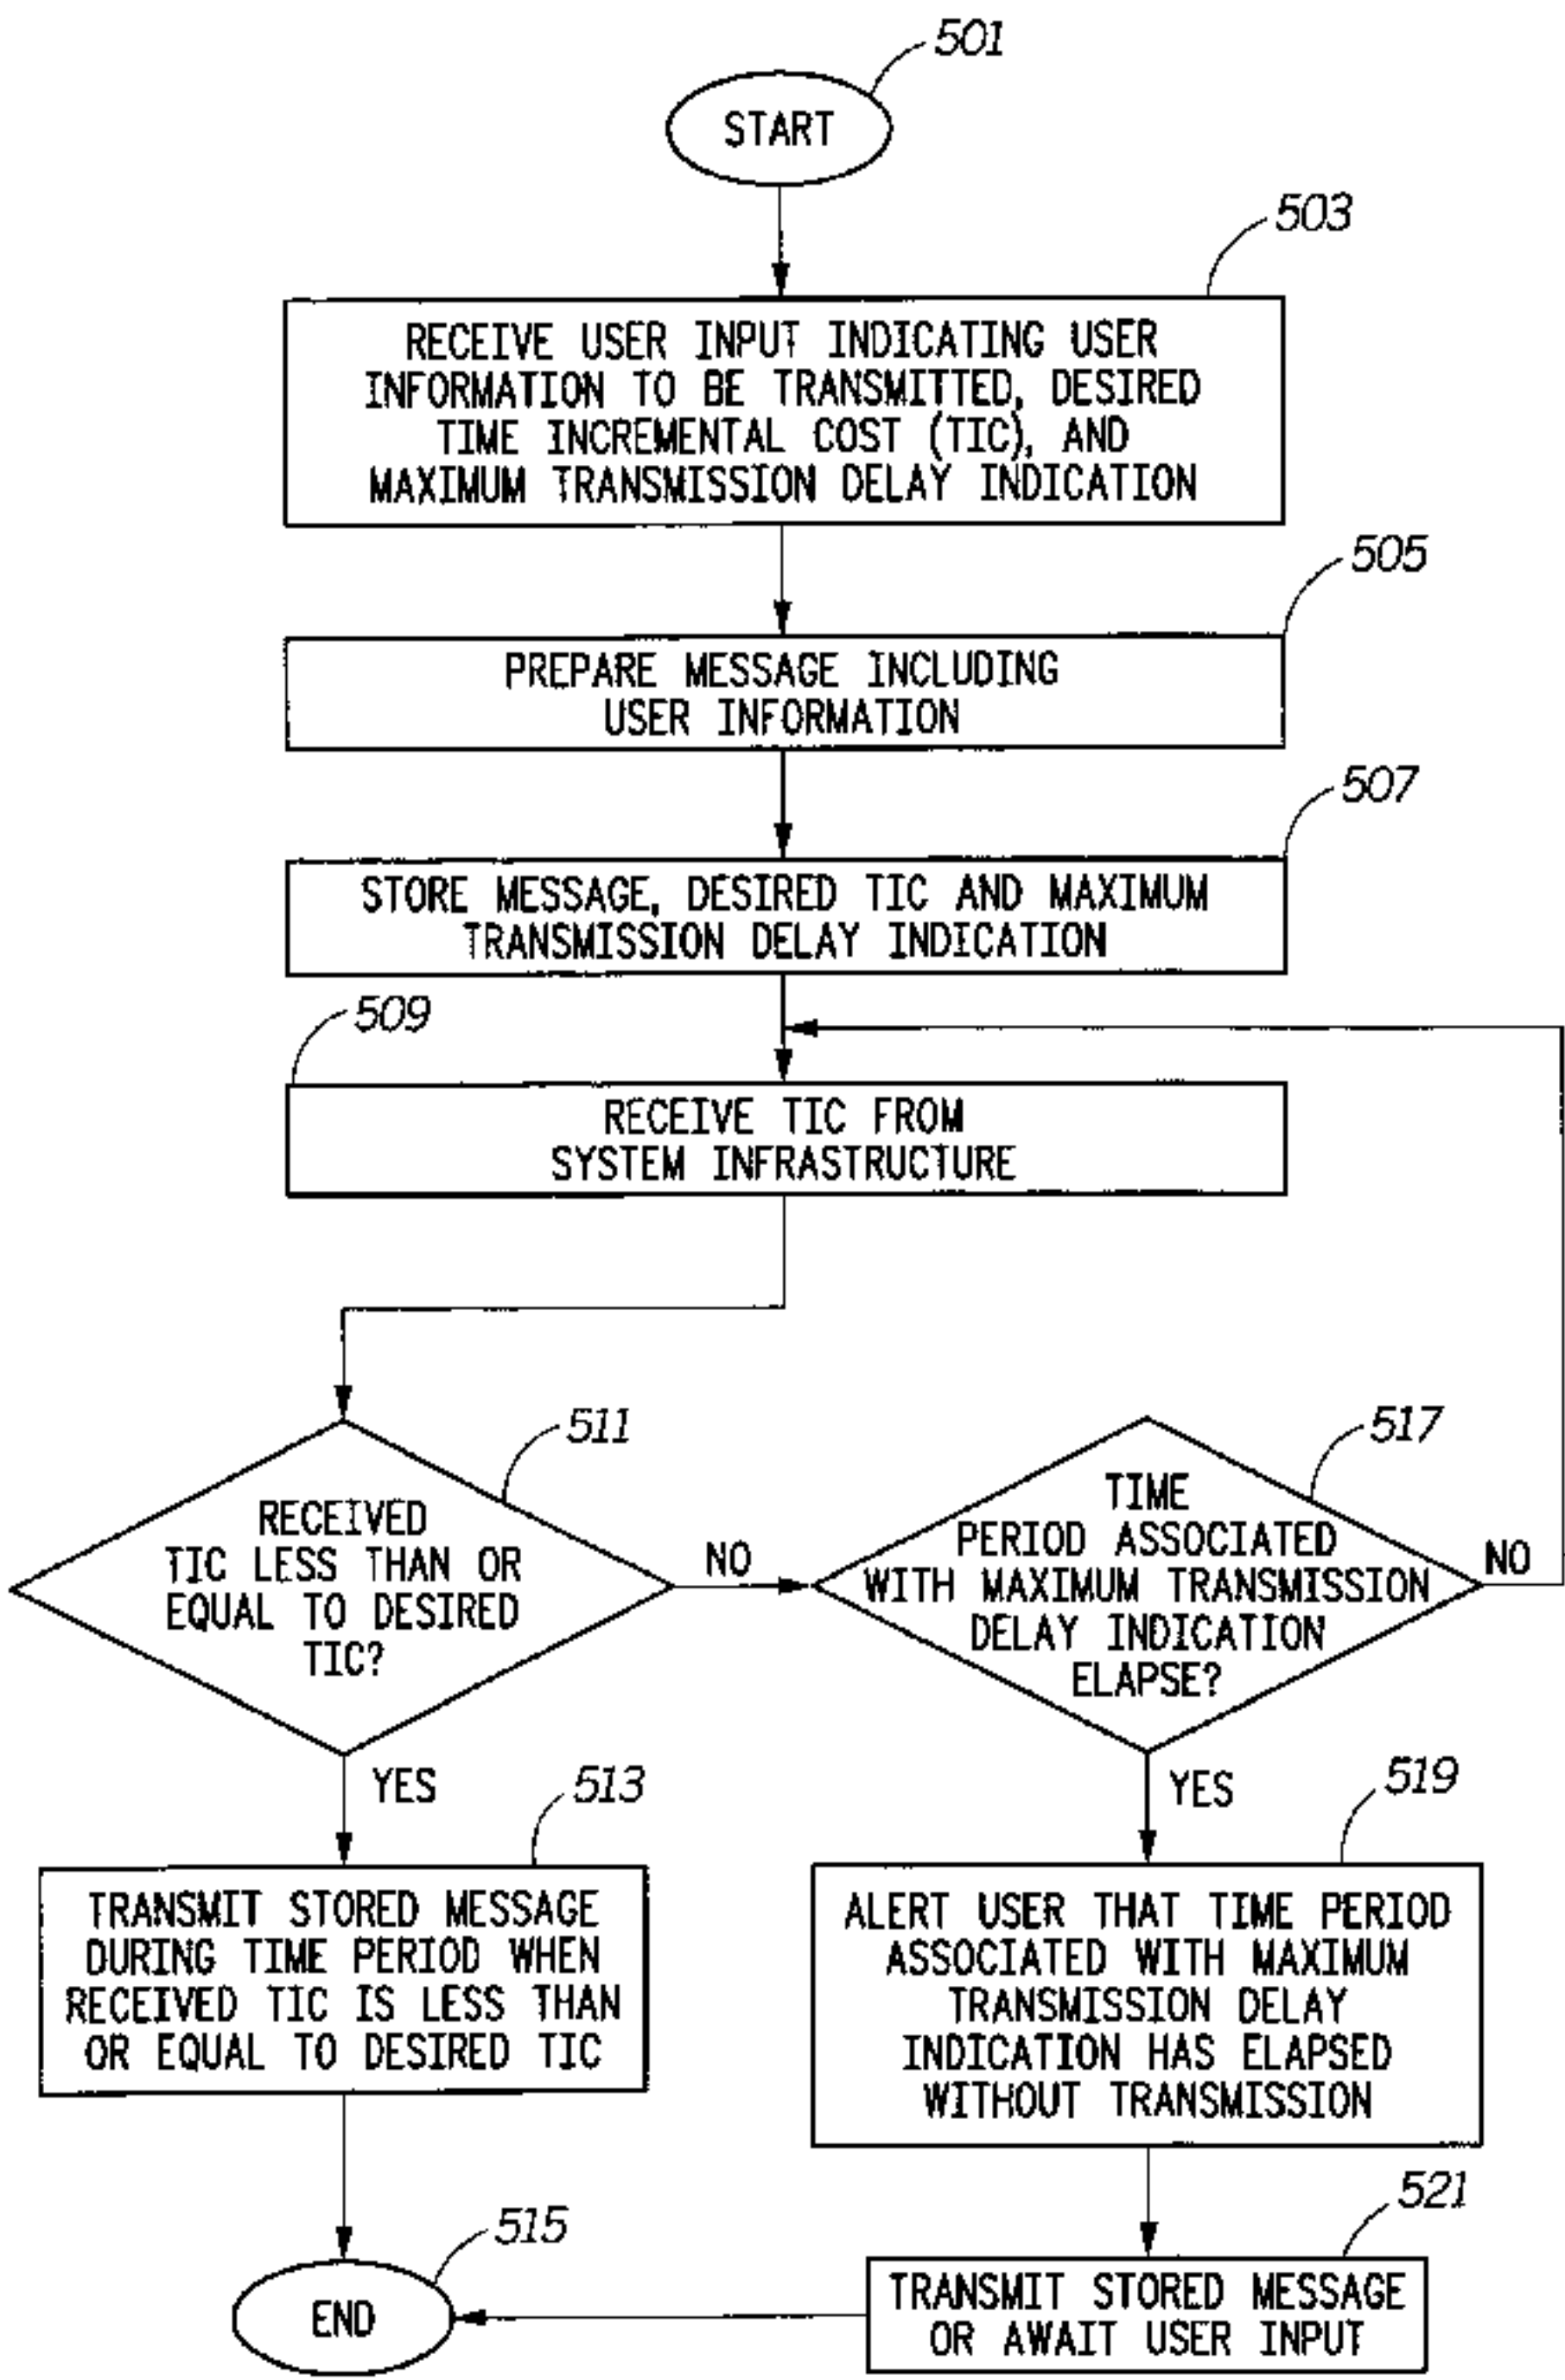 501
START
503
RECEIVE USER INPUT INDICATING USER
INFORMATION TO BE TRANSMITTED, DESIRED
TIME INCREMENTAL COST (TIC), AND
MAXIMUM TRANSMISSION DELAY INDICATION
505
PREPARE MESSAGE INCLUDING
USER INFORMATION
507
STORE MESSAGE, DESIRED TIC AND MAXIMUM
TRANSMISSION DELAY INDICATION
509
RECEIVE TIC FROM
SYSTEM INFRASTRUCTURE
511
RECEIVED
TIC LESS THAN OR
EQUAL TO DESIRED
TIC?
NO
517
TIME
PERIOD ASSOCIATED
WITH MAXIMUM TRANSMISSION
DELAY INDICATION
ELAPSE?
NO
YES
513
TRANSMIT STORED MESSAGE
DURING TIME PERIOD WHEN
RECEIVED TIC IS LESS THAN
OR EQUAL TO DESIRED TIC
YES
519
ALERT USER THAT TIME PERIOD
ASSOCIATED WITH MAXIMUM
TRANSMISSION DELAY
INDICATION HAS ELAPSED
WITHOUT TRANSMISSION
515
END
521
TRANSMIT STORED MESSAGE
OR AWAIT USER INPUT